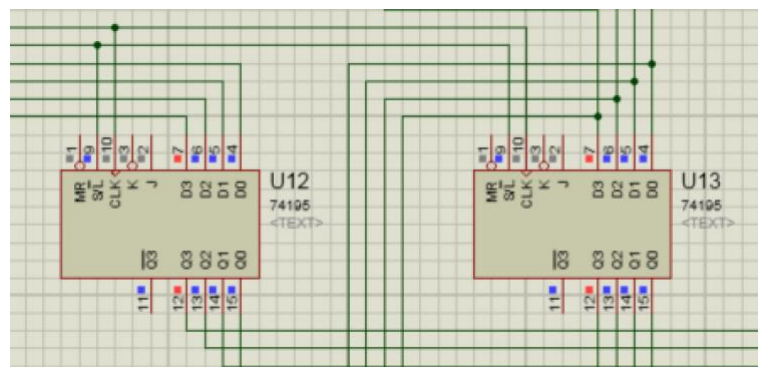 1 9 10 3 2 7 6 5 4
MR S/L CLK K J D3 D2 D1 D0
U12
74195
<TEXT>
Q3 Q3 Q2 Q1 Q0
11 12 13 14 15
1 9 10 3 2 7 6 5 4
MR S/L CLK K J D3 D2 D1 D0
U13
74195
<TEXT>
Q3 Q3 Q2 Q1 Q0
11 12 13 14 15